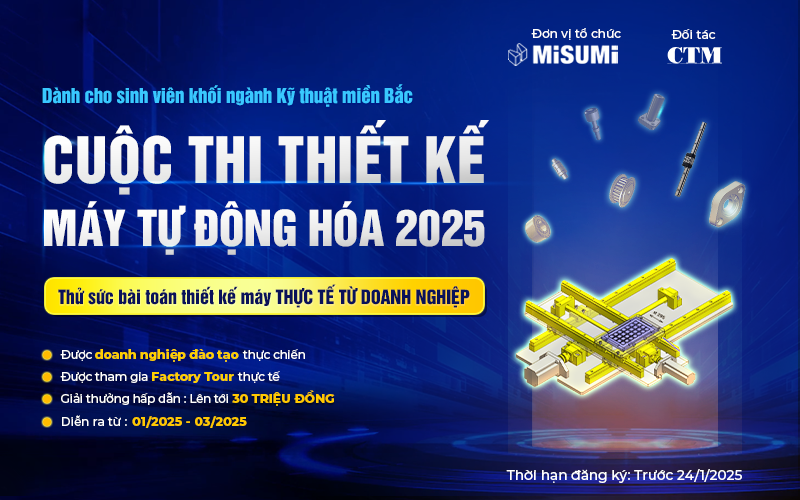 Đơn vị tổ chức
MiSUMi
Đối tác
CTM
Dành cho sinh viên khối ngành Kỹ thuật miền Bắc
CUỘC THI THIẾT KẾ
MÁY TỰ ĐỘNG HÓA 2025
Thử sức bài toán thiết kế máy THỰC TẾ TỪ DOANH NGHIỆP
Được doanh nghiệp đào tạo thực chiến
Được tham gia Factory Tour thực tế
Giải thưởng hấp dẫn : Lên tới 30 TRIỆU ĐỒNG
Diễn ra từ : 01/2025 - 03/2025
Thời hạn đăng ký: Trước 24/1/2025